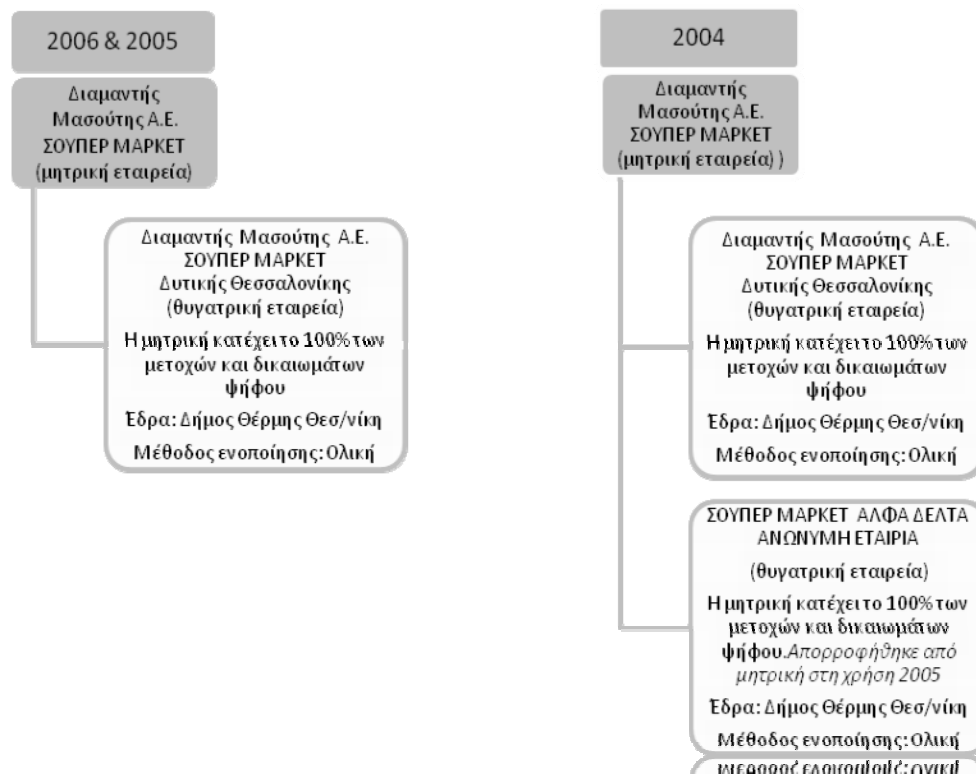 2006 & 2005
Διαμαντής
Μασούτης Α.Ε.
ΣΟΥΠΕΡ ΜΑΡΚΕΤ
(μητρική εταιρεία)
Διαμαντής Μασούτης Α.Ε.
ΣΟΥΠΕΡ ΜΑΡΚΕΤ
Δυτικής Θεσσαλονίκης
(θυγατρική εταιρεία)
Η μητρική κατέχει το 100% των
μετοχών και δικαιωμάτων
ψήφου
Έδρα: Δήμος Θέρμης Θεσ/νίκη
Μέθοδος ενοποίησης: Ολική
2004
Διαμαντής
Μασούτης Α.Ε.
ΣΟΥΠΕΡ ΜΑΡΚΕΤ
(μητρική εταιρεία) )
Διαμαντής Μασούτης Α.Ε.
ΣΟΥΠΕΡ ΜΑΡΚΕΤ
Δυτικής Θεσσαλονίκης
(θυγατρική εταιρεία)
Η μητρική κατέχει το 100% των
μετοχών και δικαιωμάτων
ψήφου
Έδρα: Δήμος Θέρμης Θεσ/νίκη
Μέθοδος ενοποίησης: Ολική
ΣΟΥΠΕΡ ΜΑΡΚΕΤ ΑΛΦΑ ΔΕΛΤΑ
ΑΝΩΝΥΜΗ ΕΤΑΙΡΙΑ
(θυγατρική εταιρεία)
Η μητρική κατέχει το 100% των
μετοχών και δικαιωμάτων
ψήφου.Απορροφήθηκε από
μητρική στη χρήση 2005
Έδρα: Δήμος Θέρμης Θεσ/νίκη
Μέθοδος ενοποίησης: Ολική